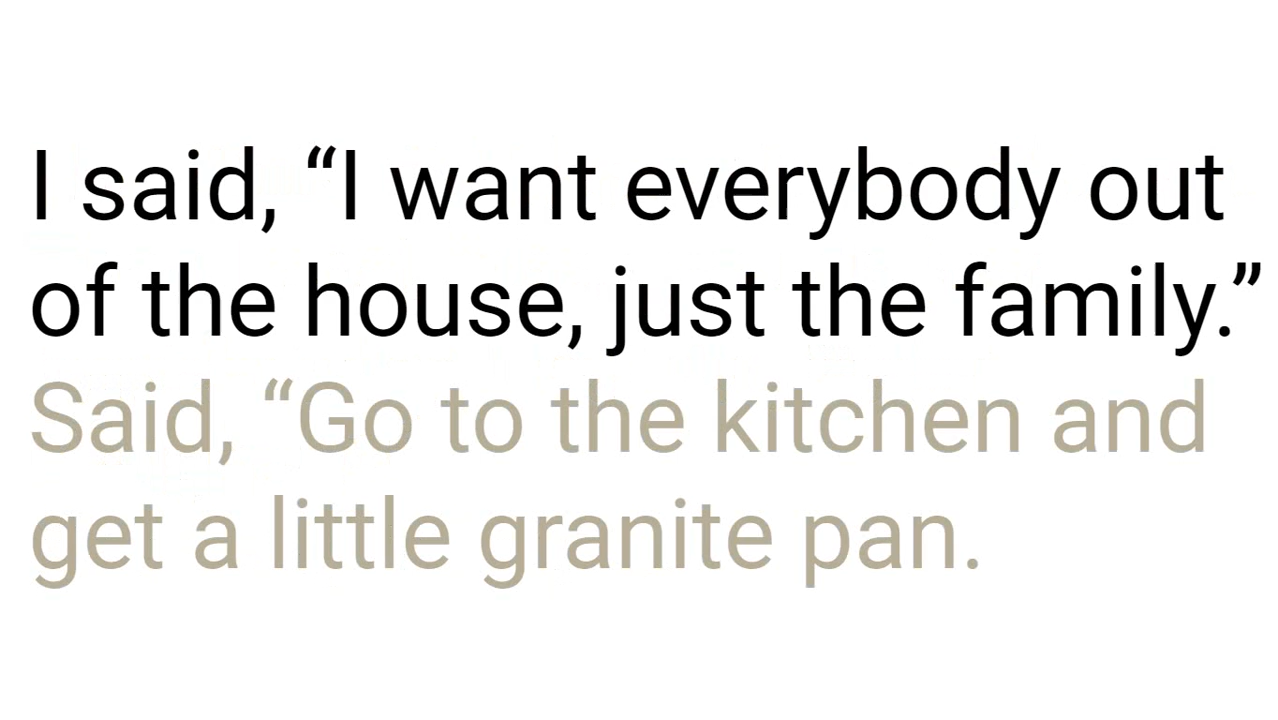 I said, “I want everybody out
of the house, just the family.”
Said, “Go to the kitchen and
get a little granite pan.